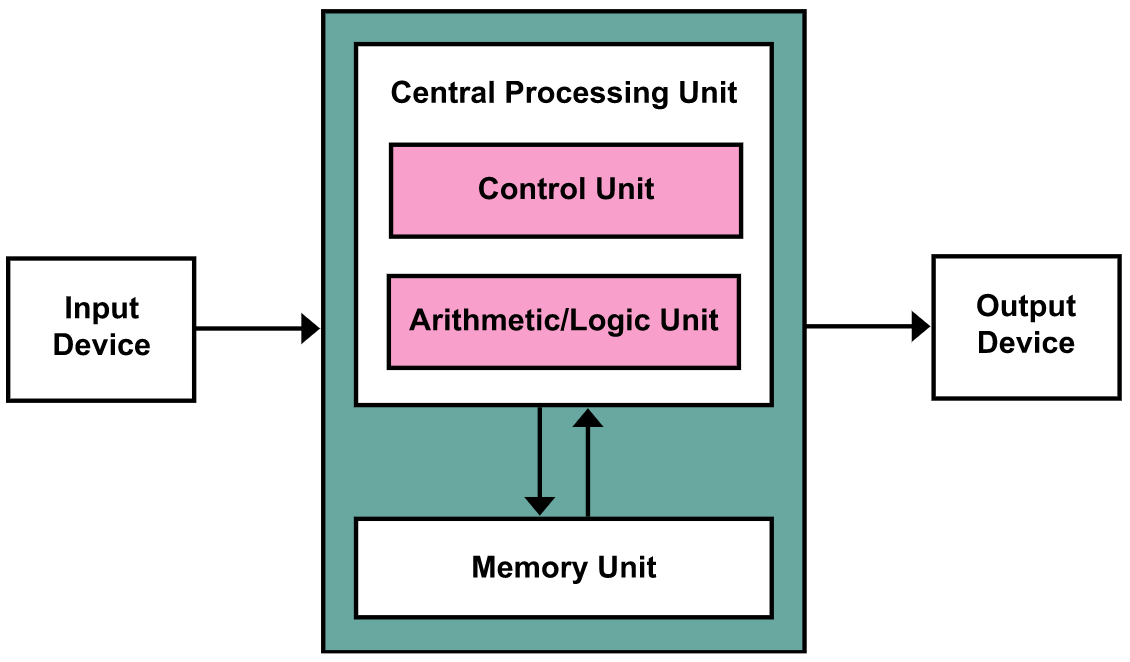 Central Processing Unit
Control Unit
Arithmetic/Logic Unit
Input
Device
Output
Device
Memory Unit